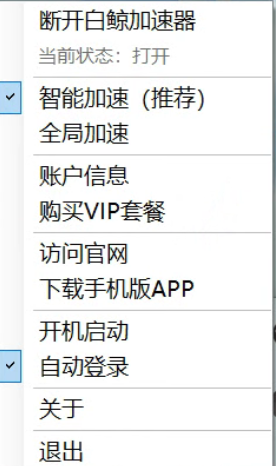 断开白鲸加速器
当前状态：打开
智能加速（推荐）
全局加速
账户信息
购买VIP套餐
访问官网
下载手机版APP
开机启动
自动登录
关于
退出